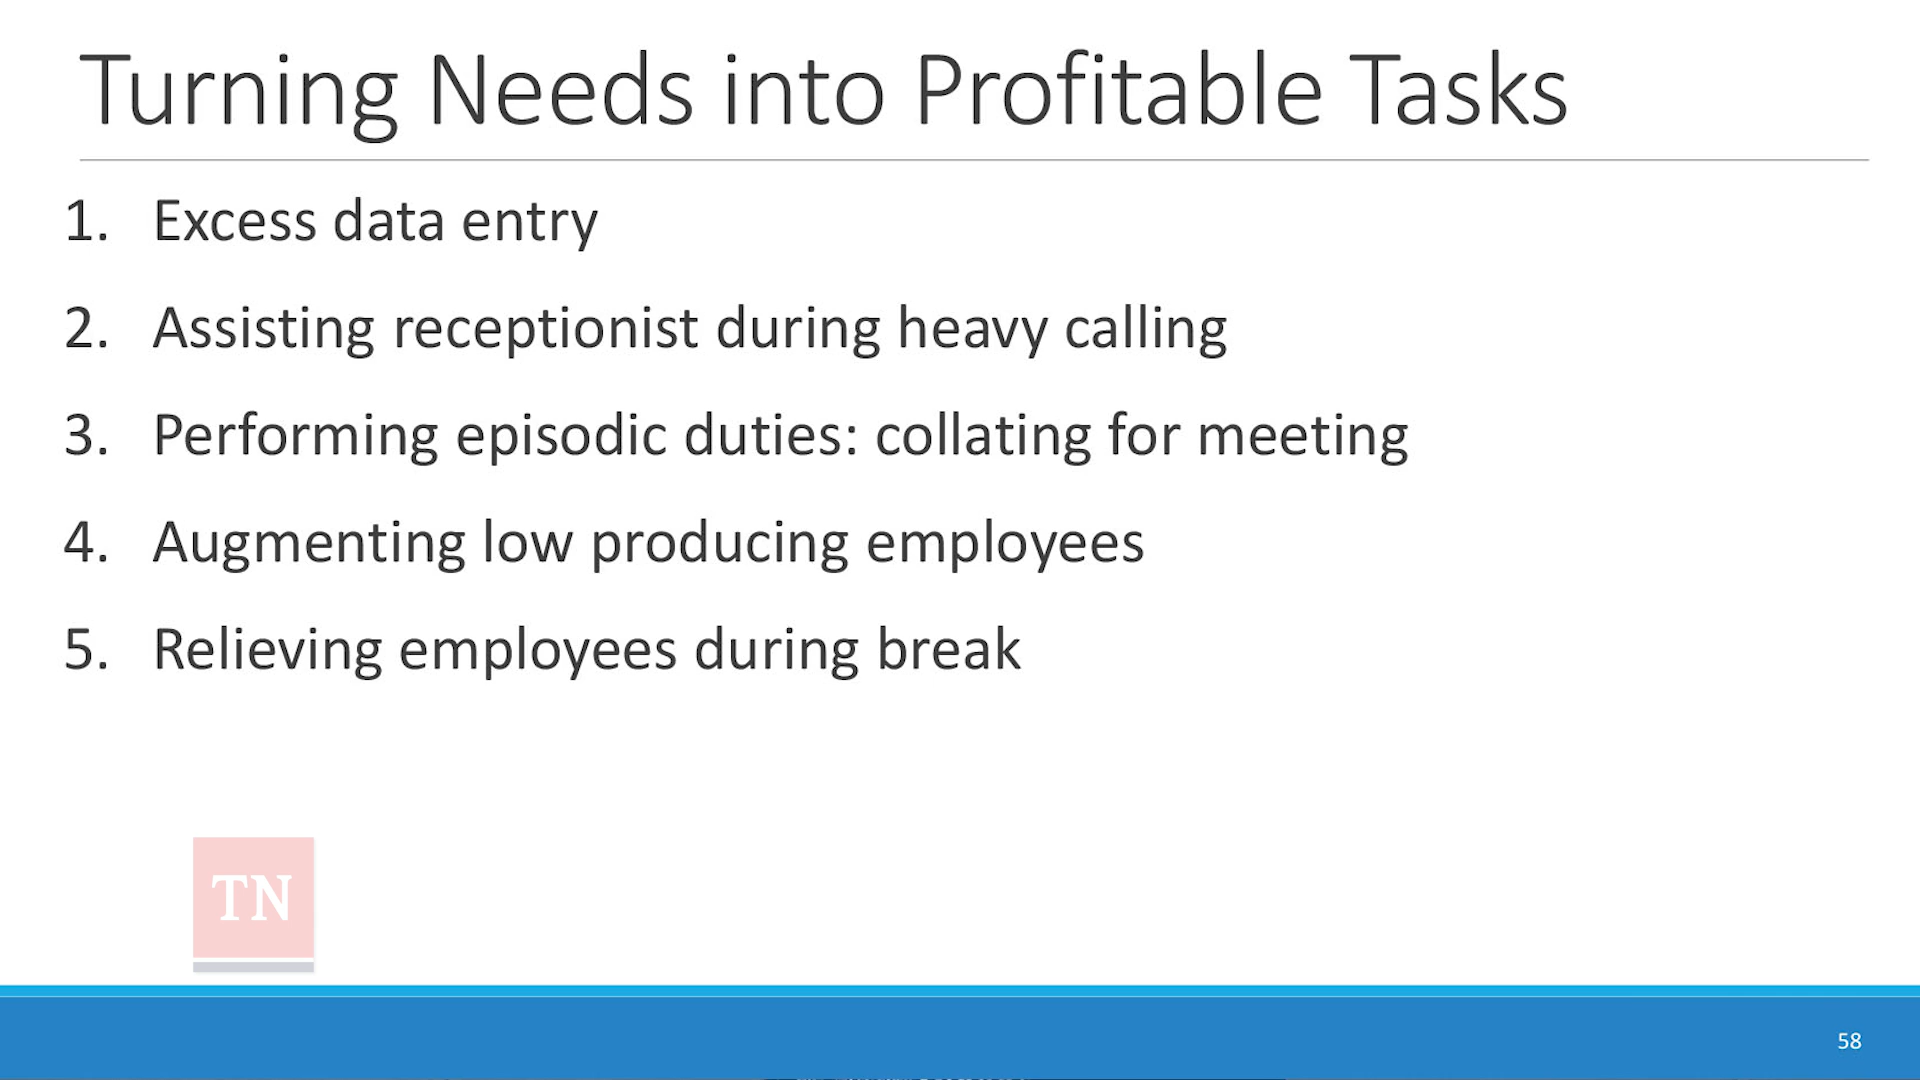 Turning Needs into Profitable Tasks
1. Excess data entry
2. Assisting receptionist during heavy calling
3. Performing episodic duties: collating for meeting
4. Augmenting low producing employees
5. Relieving employees during break
TN
58